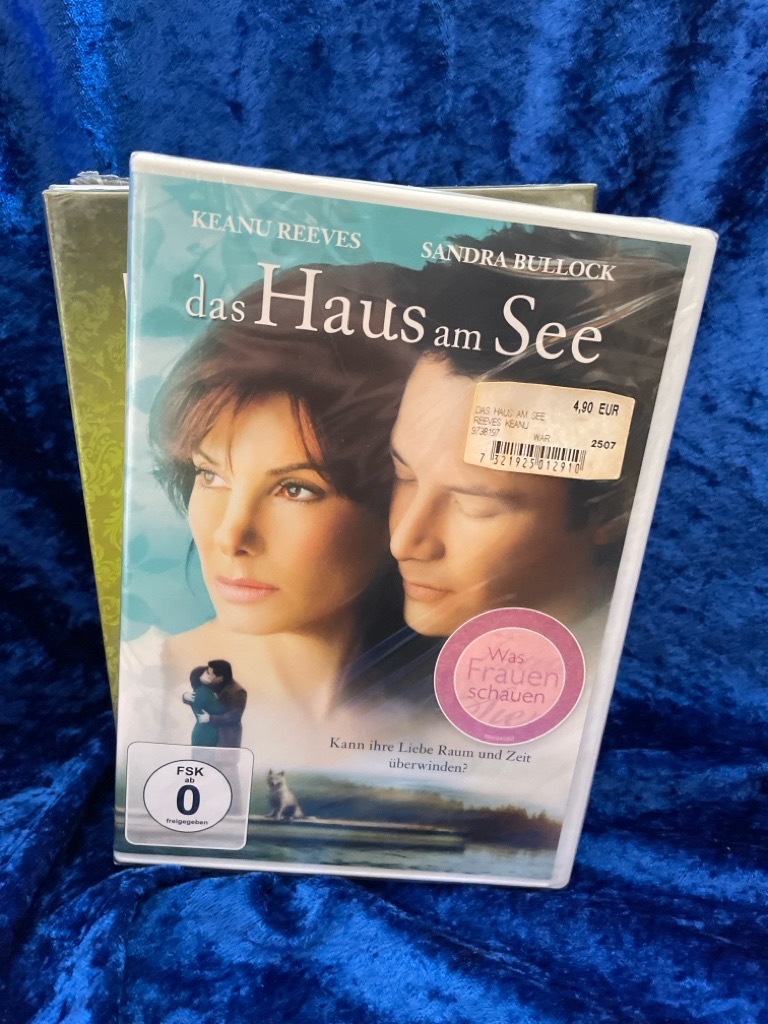 KEANU REEVES
SANDRA BULLOCK
das Haus am See
4,90 EUR
DAS HAUS AM SEE
REEVES KEANU
WAR
2507
7 321925 012910
Was
Frauen
schauen
Kann ihre Liebe Raum und Zeit
überwinden?
FSK
ab
0
freigegeben